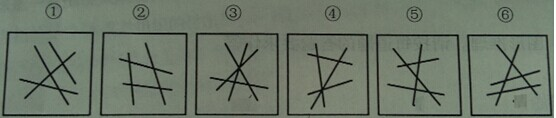 ① ② ③ ④ ⑤ ⑥